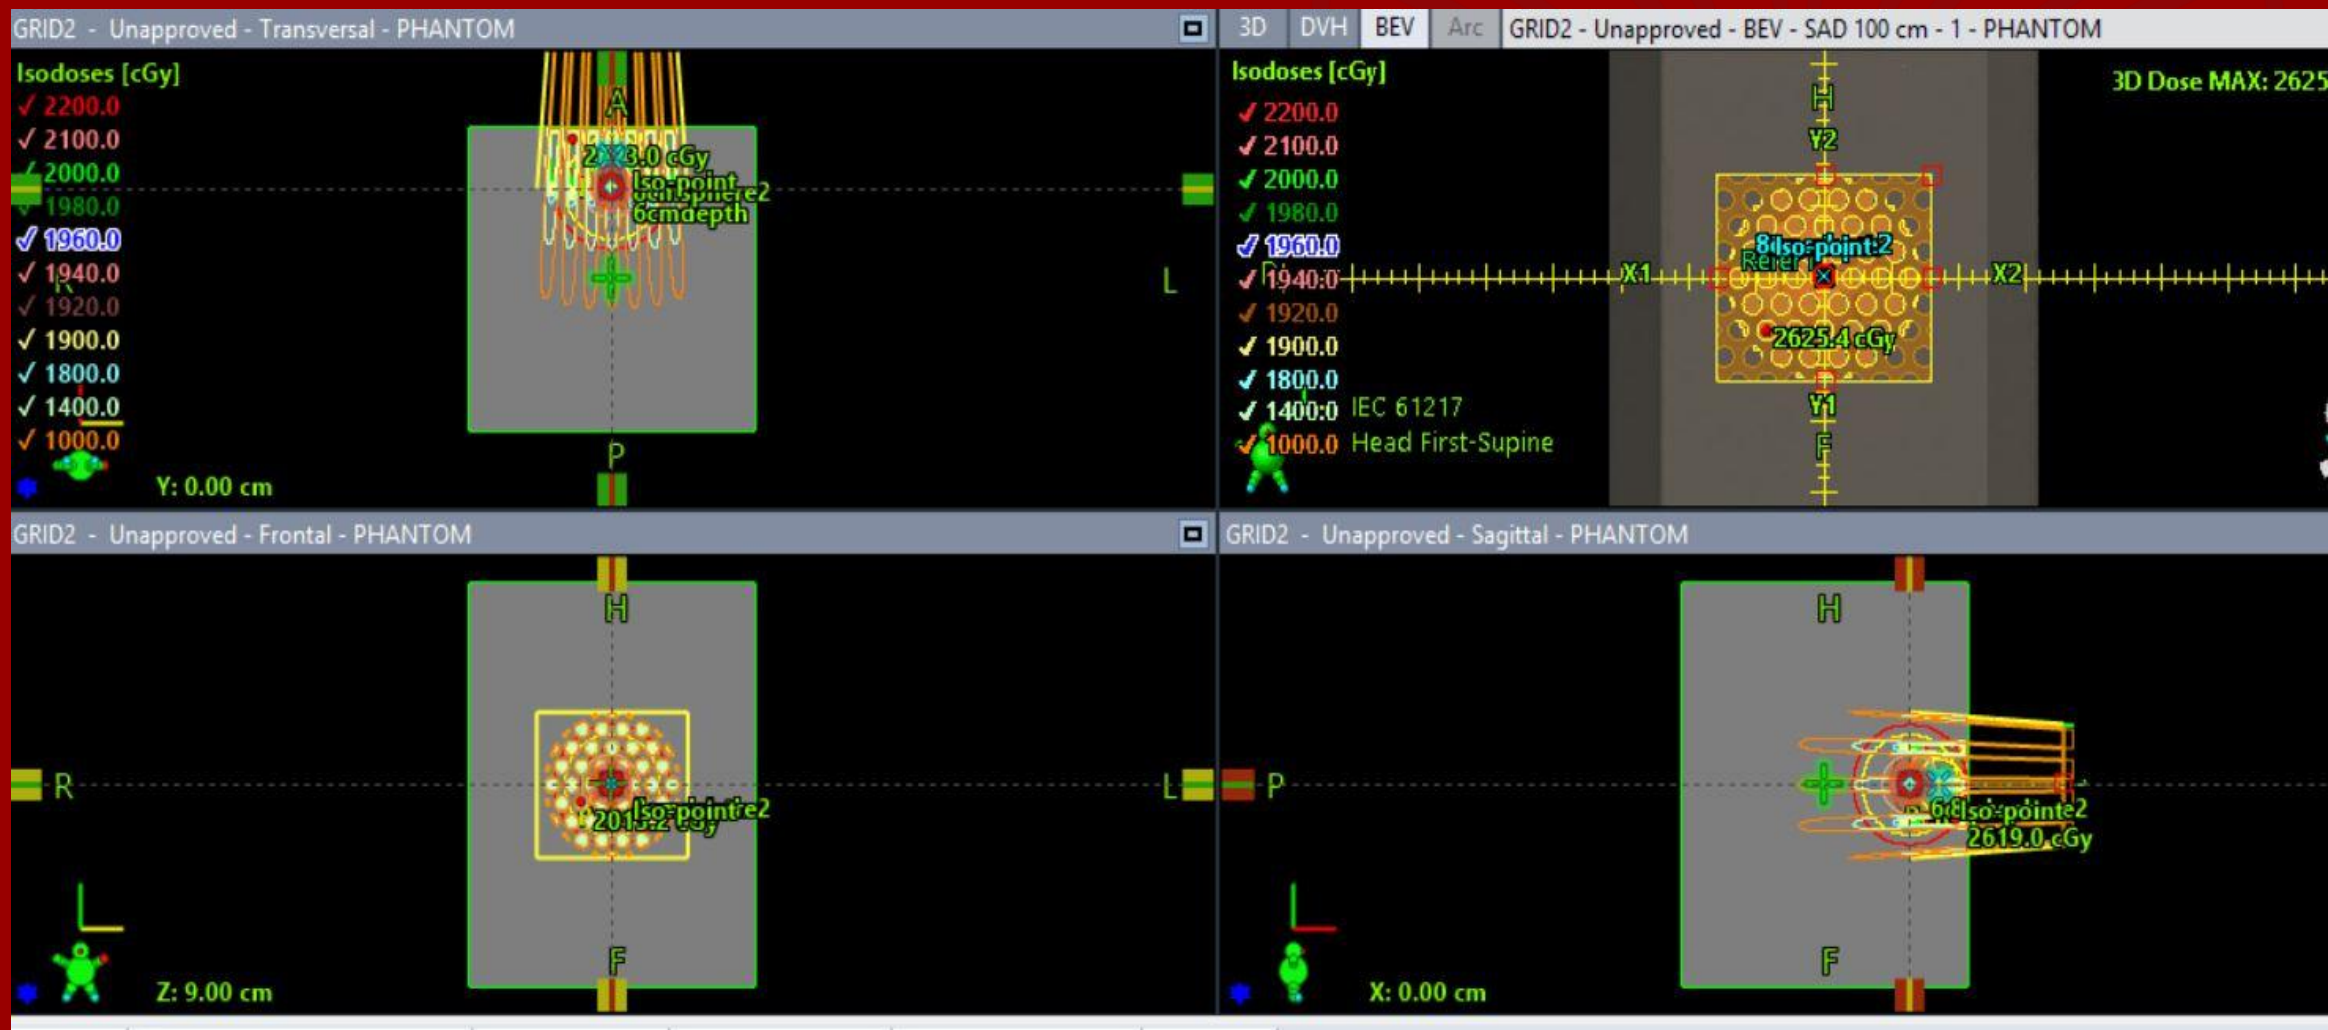 GRID2 - Unapproved - Transversal - PHANTOM
Isodoses [cGy]
2200.0
2100.0
2000.0
1980.0
1960.0
1940.0
1920.0
1900.0
1800.0
1400.0
1000.0
A
Iso-point
6cmdepth
R
L
P
Y: 0.00 cm
3D
DVH
BEV
Arc
GRID2 - Unapproved - BEV - SAD 100 cm - 1 - PHANTOM
Isodoses [cGy]
3D Dose MAX: 2625
2200.0
2100.0
2000.0
1980.0
1960.0
1940.0
1920.0
1900.0
1800.0
1400.0
1000.0
H
Y2
X1
X2
2625.4 cGy
Y1
F
IEC 61217
Head First-Supine
GRID2 - Unapproved - Frontal - PHANTOM
H
R
L
F
Z: 9.00 cm
GRID2 - Unapproved - Sagittal - PHANTOM
H
P
2619.0 cGy
F
X: 0.00 cm